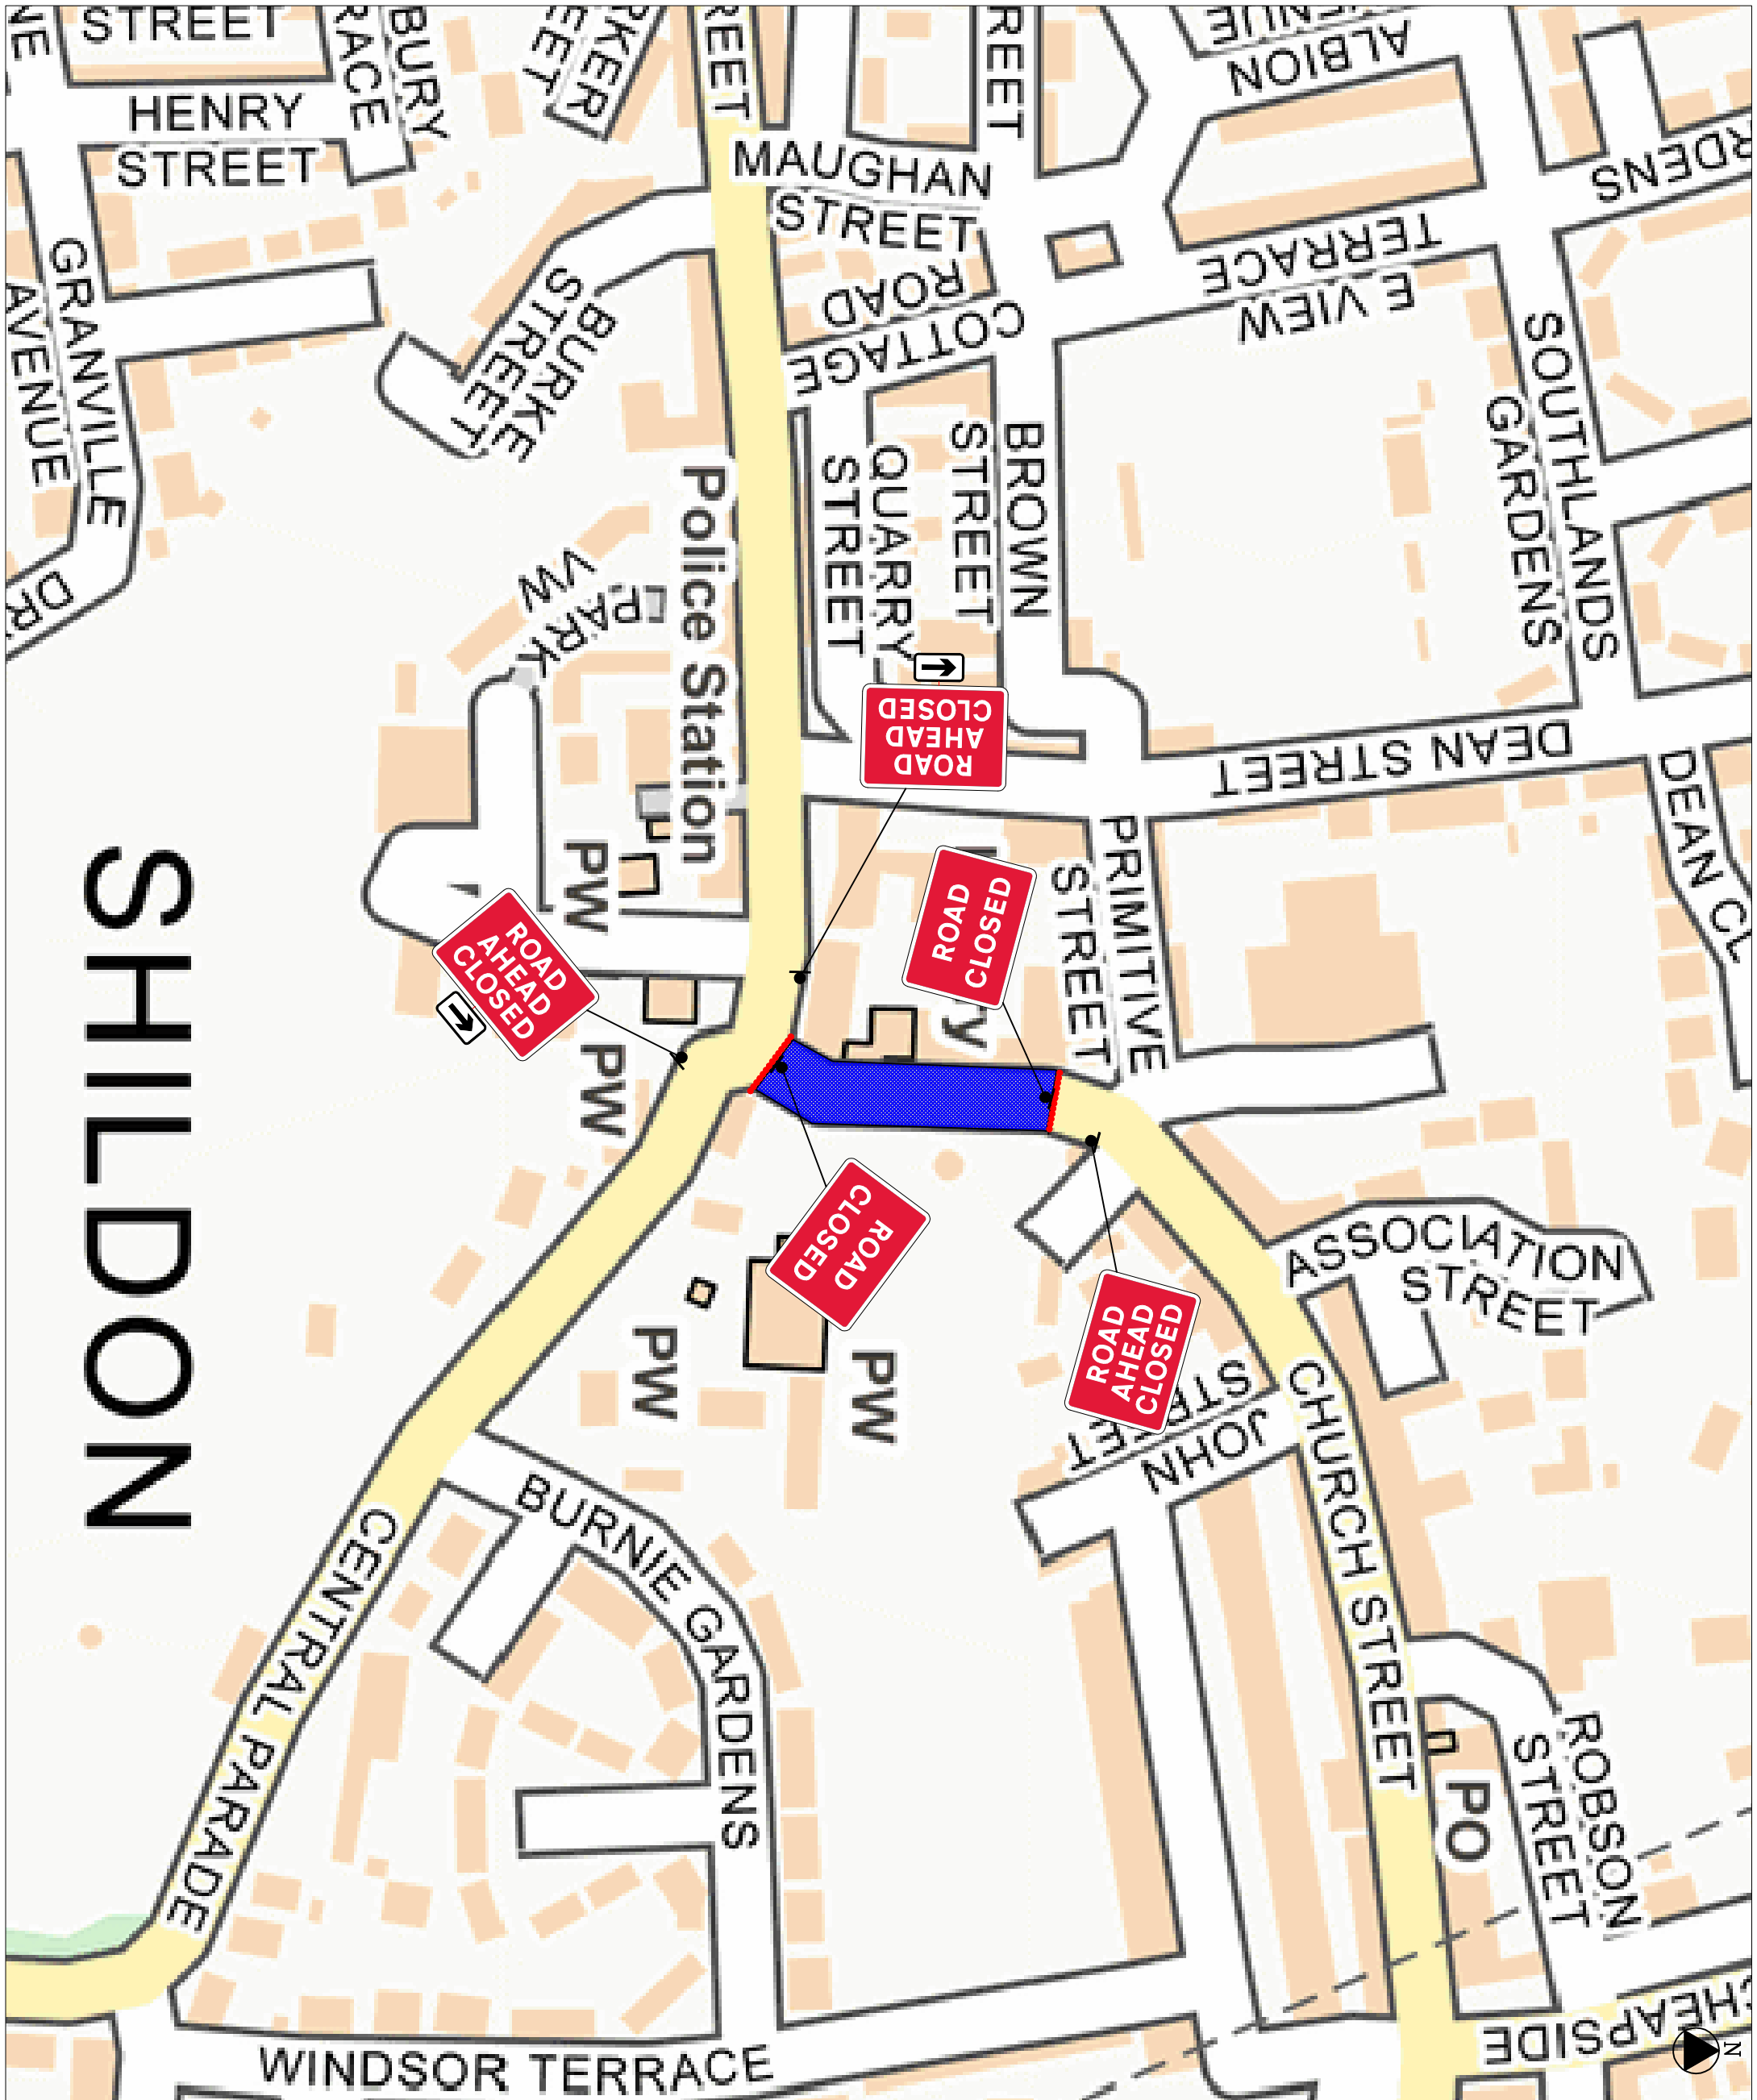 STREET
HENRY
STREET
BURKE
STREET
MAUGHAN
STREET
COTTAGE
ROAD
ALBION
TERRACE
E VIEW
GRANVILLE
AVENUE
Police Station
PARK
VW
QUARRY
STREET
BROWN
STREET
SOUTHLANDS
GARDENS
DEAN STREET
PRIMITIVE
STREET
ROAD
AHEAD
CLOSED
ROAD
CLOSED
ROAD
AHEAD
CLOSED
ROAD
CLOSED
ROAD
AHEAD
CLOSED
PW
PW
PW
PW
SHILDON
ASSOCIATION
STREET
JOHN
STREET
CHURCH STREET
BURNIE GARDENS
CENTRAL PARADE
PO
ROBSON
STREET
WINDSOR TERRACE
N